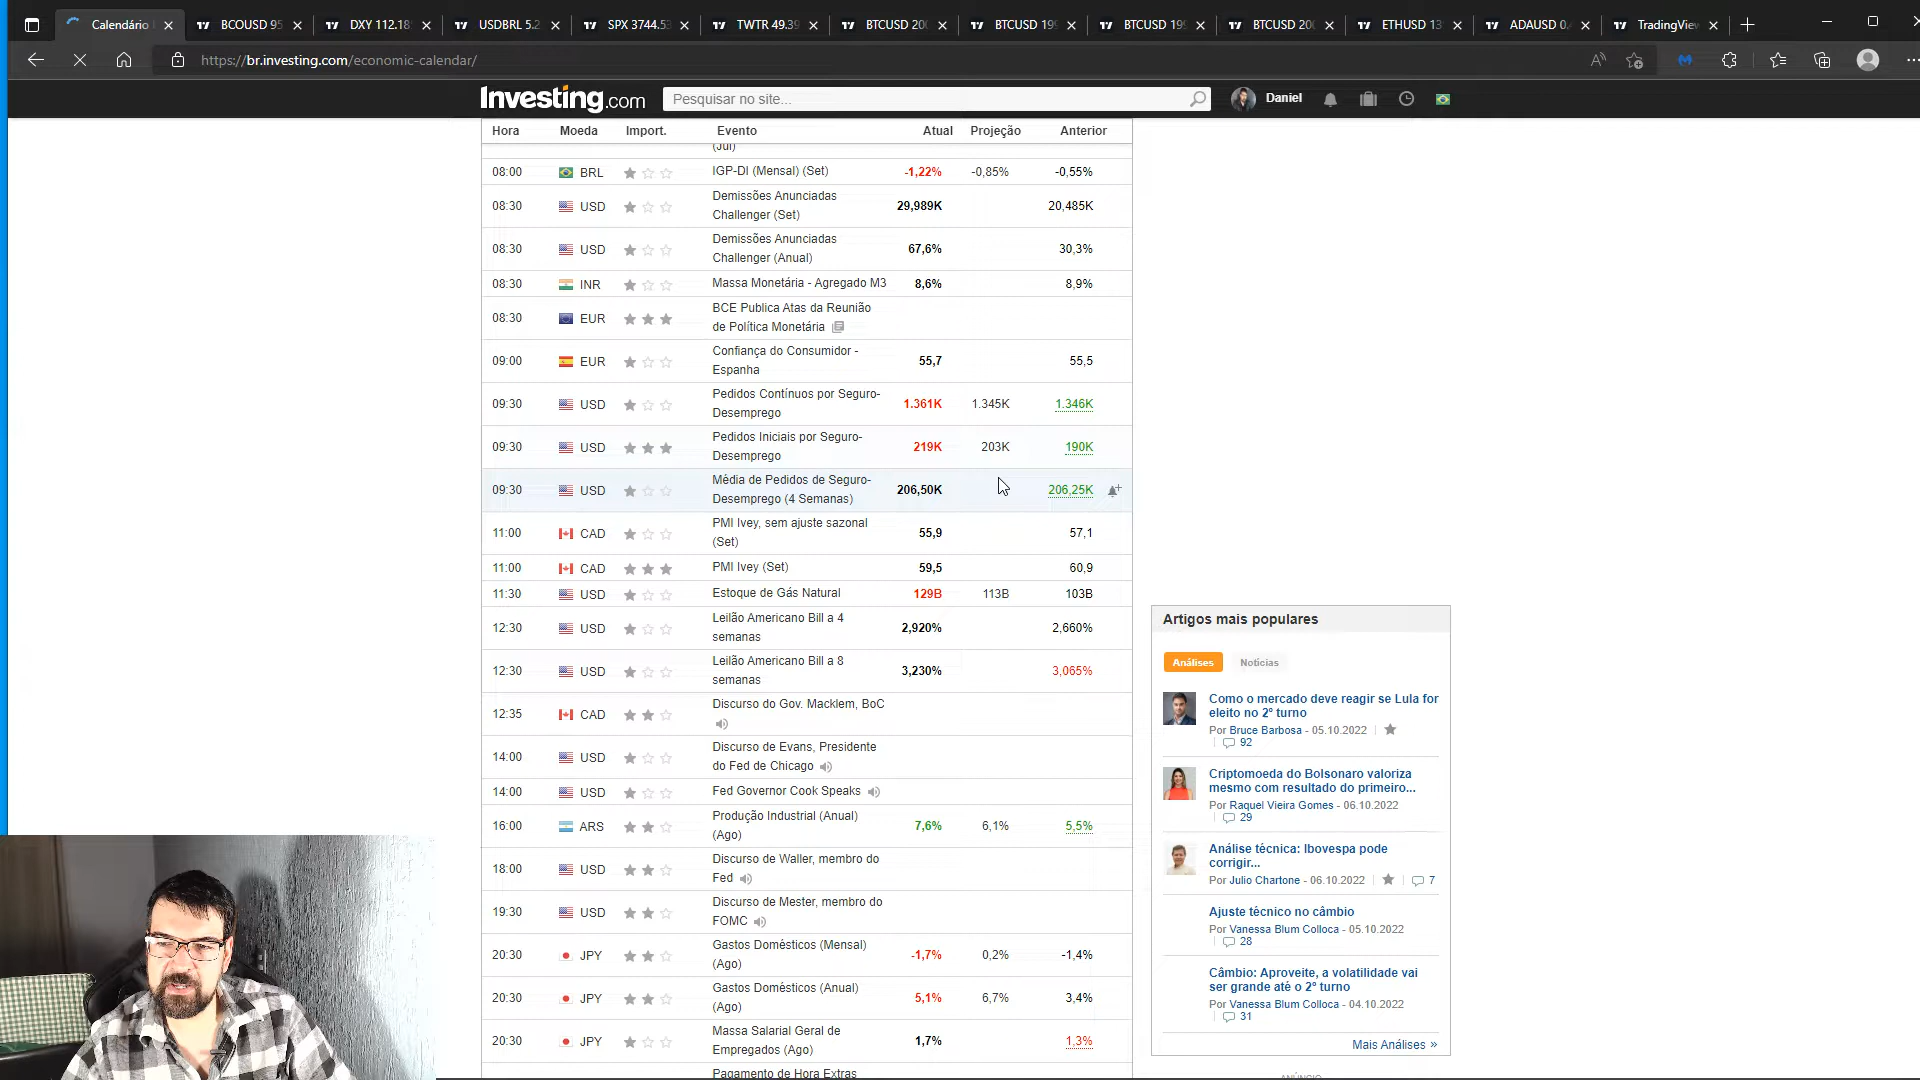 Calendário
BCOUSD 95
DXY 112.18
USDBRL 5.2
SPX 3744.53
TWTR 49.39
BTCUSD 200
BTCUSD 199
BTCUSD 199
BTCUSD 200
ETHUSD 13
ADAUSD 0.
TradingView
https://br.investing.com/economic-calendar/
Investing.com
Pesquisar no site...
Daniel
Hora Moeda Import. Evento Atual Projeção Anterior
(Jul)
08:00 BRL IGP-DI (Mensal) (Set) -1,22% -0,85% -0,55%
08:30 USD Demissões Anunciadas
Challenger (Set) 29,989K 20,485K
08:30 USD Demissões Anunciadas
Challenger (Anual) 67,6% 30,3%
08:30 INR Massa Monetária - Agregado M3 8,6% 8,9%
08:30 EUR BCE Publica Atas da Reunião
de Política Monetária
09:00 EUR Confiança do Consumidor -
Espanha 55,7 55,5
09:30 USD Pedidos Contínuos por Seguro-
Desemprego 1.361K 1.345K 1.346K
09:30 USD Pedidos Iniciais por Seguro-
Desemprego 219K 203K 190K
09:30 USD Média de Pedidos de Seguro-
Desemprego (4 Semanas) 206,50K 206,25K
11:00 CAD PMI Ivey, sem ajuste sazonal
(Set) 55,9 57,1
11:00 CAD PMI Ivey (Set) 59,5 60,9
11:30 USD Estoque de Gás Natural 129B 113B 103B
12:30 USD Leilão Americano Bill a 4
semanas 2,920% 2,660%
12:30 USD Leilão Americano Bill a 8
semanas 3,230% 3,065%
12:35 CAD Discurso do Gov. Macklem, BoC
14:00 USD Discurso de Evans, Presidente
do Fed de Chicago
14:00 USD Fed Governor Cook Speaks
16:00 ARS Produção Industrial (Anual)
(Ago) 7,6% 6,1% 5,5%
18:00 USD Discurso de Waller, membro do
Fed
19:30 USD Discurso de Mester, membro do
FOMC
20:30 JPY Gastos Domésticos (Mensal)
(Ago) -1,7% 0,2% -1,4%
20:30 JPY Gastos Domésticos (Anual)
(Ago) 5,1% 6,7% 3,4%
20:30 JPY Massa Salarial Geral de
Empregados (Ago) 1,7% 1,3%
Pagamento de Hora Extras
Artigos mais populares
Análises Notícias
Como o mercado deve reagir se Lula for
eleito no 2º turno
Por Bruce Barbosa - 05.10.2022
92
Criptomoeda do Bolsonaro valoriza
mesmo com resultado do primeiro...
Por Raquel Vieira Gomes - 06.10.2022
29
Análise técnica: Ibovespa pode
corrigir...
Por Julio Chartone - 06.10.2022 7
Ajuste técnico no câmbio
Por Vanessa Blum Colloca - 05.10.2022
28
Câmbio: Aproveite, a volatilidade vai
ser grande até o 2º turno
Por Vanessa Blum Colloca - 04.10.2022
31
Mais Análises »
ANÚNCIO